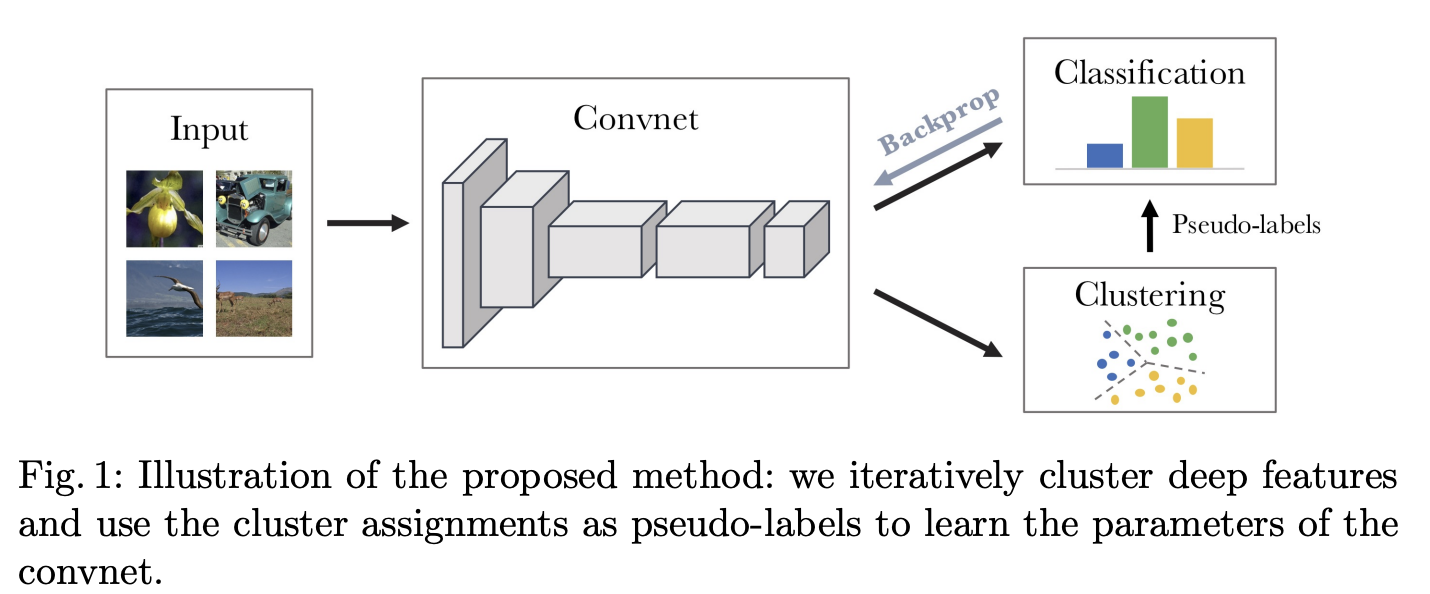 Input
Convnet
Backprop
Classification
Pseudo-labels
Clustering
Fig. 1: Illustration of the proposed method: we iteratively cluster deep features
and use the cluster assignments as pseudo-labels to learn the parameters of the
convnet.